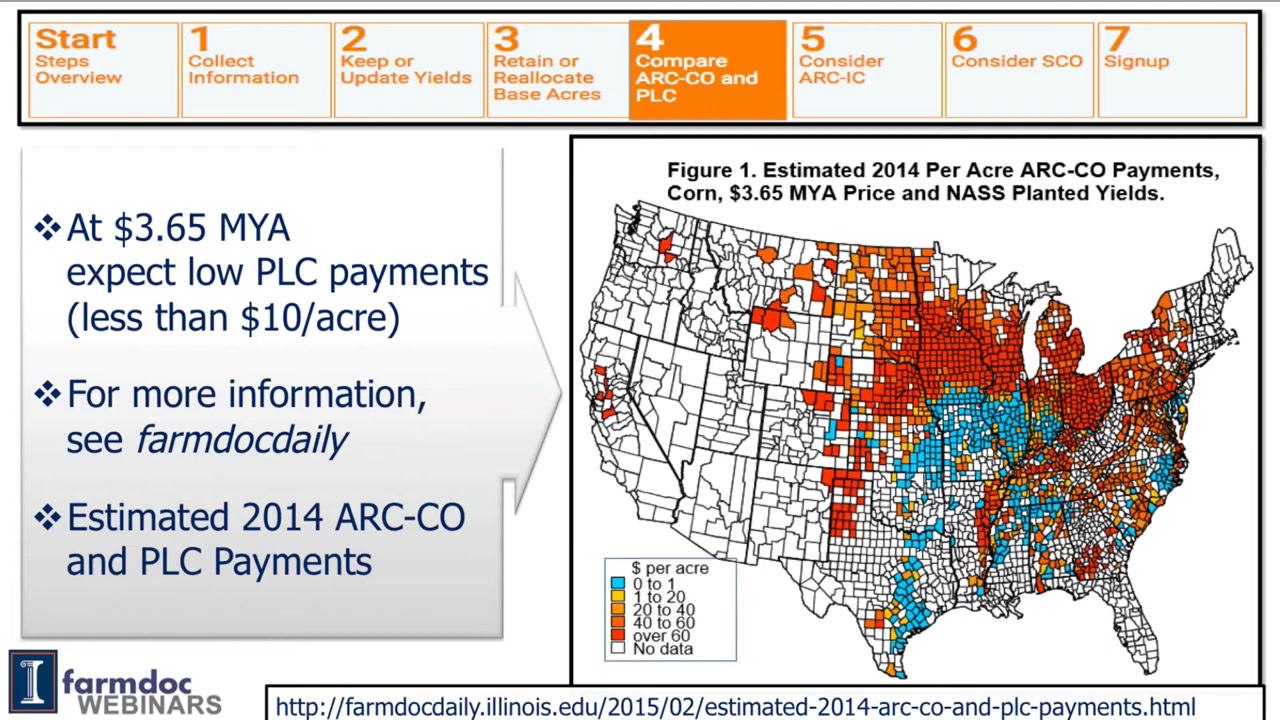 Start
Steps
Overview
1
Collect
Information
2
Keep or
Update Yields
3
Retain or
Reallocate
Base Acres
4
Compare
ARC-CO and
PLC
5
Consider
ARC-IC
6
Consider SCO
7
Signup
❖At $3.65 MYA
expect low PLC payments
(less than $10/acre)
❖For more information,
see farmdocdaily
❖Estimated 2014 ARC-CO
and PLC Payments
Figure 1. Estimated 2014 Per Acre ARC-CO Payments,
Corn, $3.65 MYA Price and NASS Planted Yields.
$ per acre
0 to 1
1 to 20
20 to 40
40 to 60
over 60
No data
I farmdoc
WEBINARS
http://farmdocdaily.illinois.edu/2015/02/estimated-2014-arc-co-and-plc-payments.html